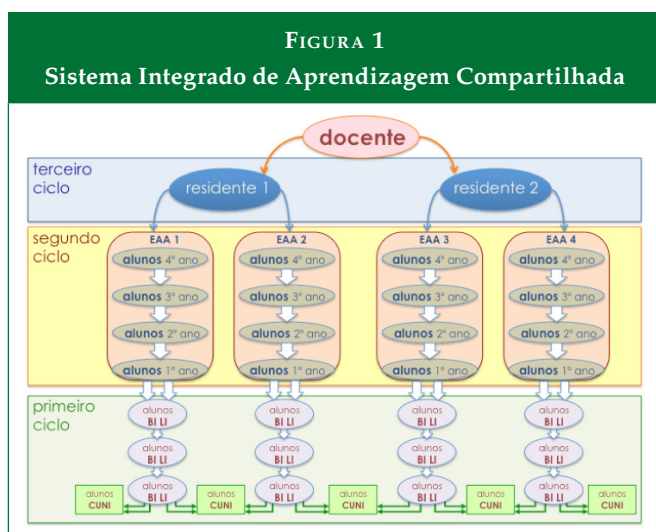 FIGURA 1
Sistema Integrado de Aprendizagem Compartilhada
docente
terceiro
ciclo
residente 1
residente 2
segundo
ciclo
EAA 1
EAA 2
EAA 3
EAA 4
alunos 4º ano
alunos 4º ano
alunos 4º ano
alunos 4º ano
alunos 3º ano
alunos 3º ano
alunos 3º ano
alunos 3º ano
alunos 2º ano
alunos 2º ano
alunos 2º ano
alunos 2º ano
alunos 1º ano
alunos 1º ano
alunos 1º ano
alunos 1º ano
primeiro
ciclo
alunos
BI LI
alunos
BI LI
alunos
BI LI
alunos
BI LI
alunos
BI LI
alunos
BI LI
alunos
BI LI
alunos
BI LI
alunos
CUNI
alunos
BI LI
alunos
CUNI
alunos
BI LI
alunos
CUNI
alunos
BI LI
alunos
CUNI
alunos
BI LI
alunos
CUNI